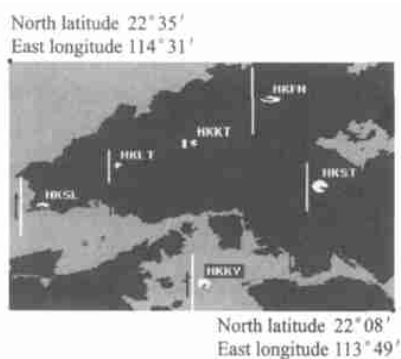 North latitude 22°35′
East longitude 114°31′
HKFN
HKKT
HKLT
HKST
HKSL
HKKY
North latitude 22°08′
East longitude 113°49′